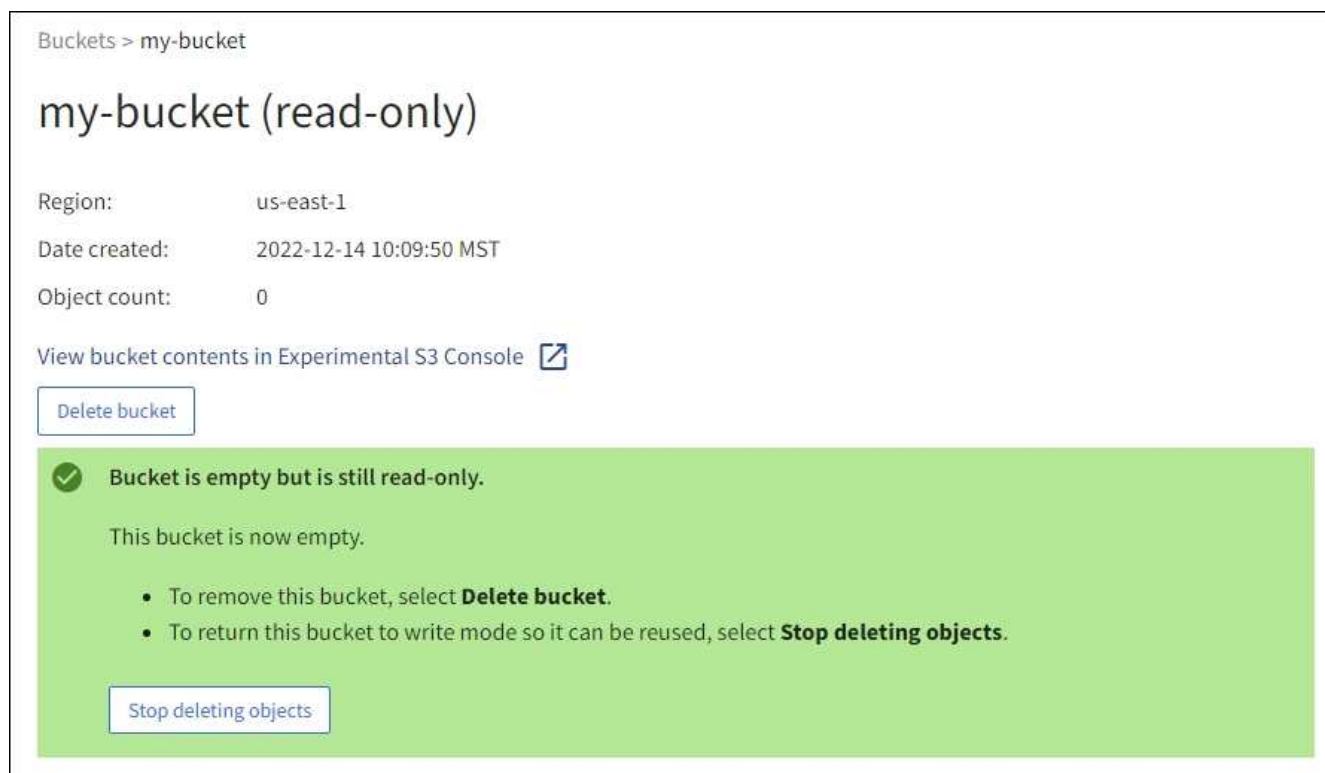 Buckets > my-bucket
my-bucket (read-only)
Region: us-east-1
Date created: 2022-12-14 10:09:50 MST
Object count: 0
View bucket contents in Experimental S3 Console
Delete bucket
Bucket is empty but is still read-only.
This bucket is now empty.
• To remove this bucket, select Delete bucket.
• To return this bucket to write mode so it can be reused, select Stop deleting objects.
Stop deleting objects